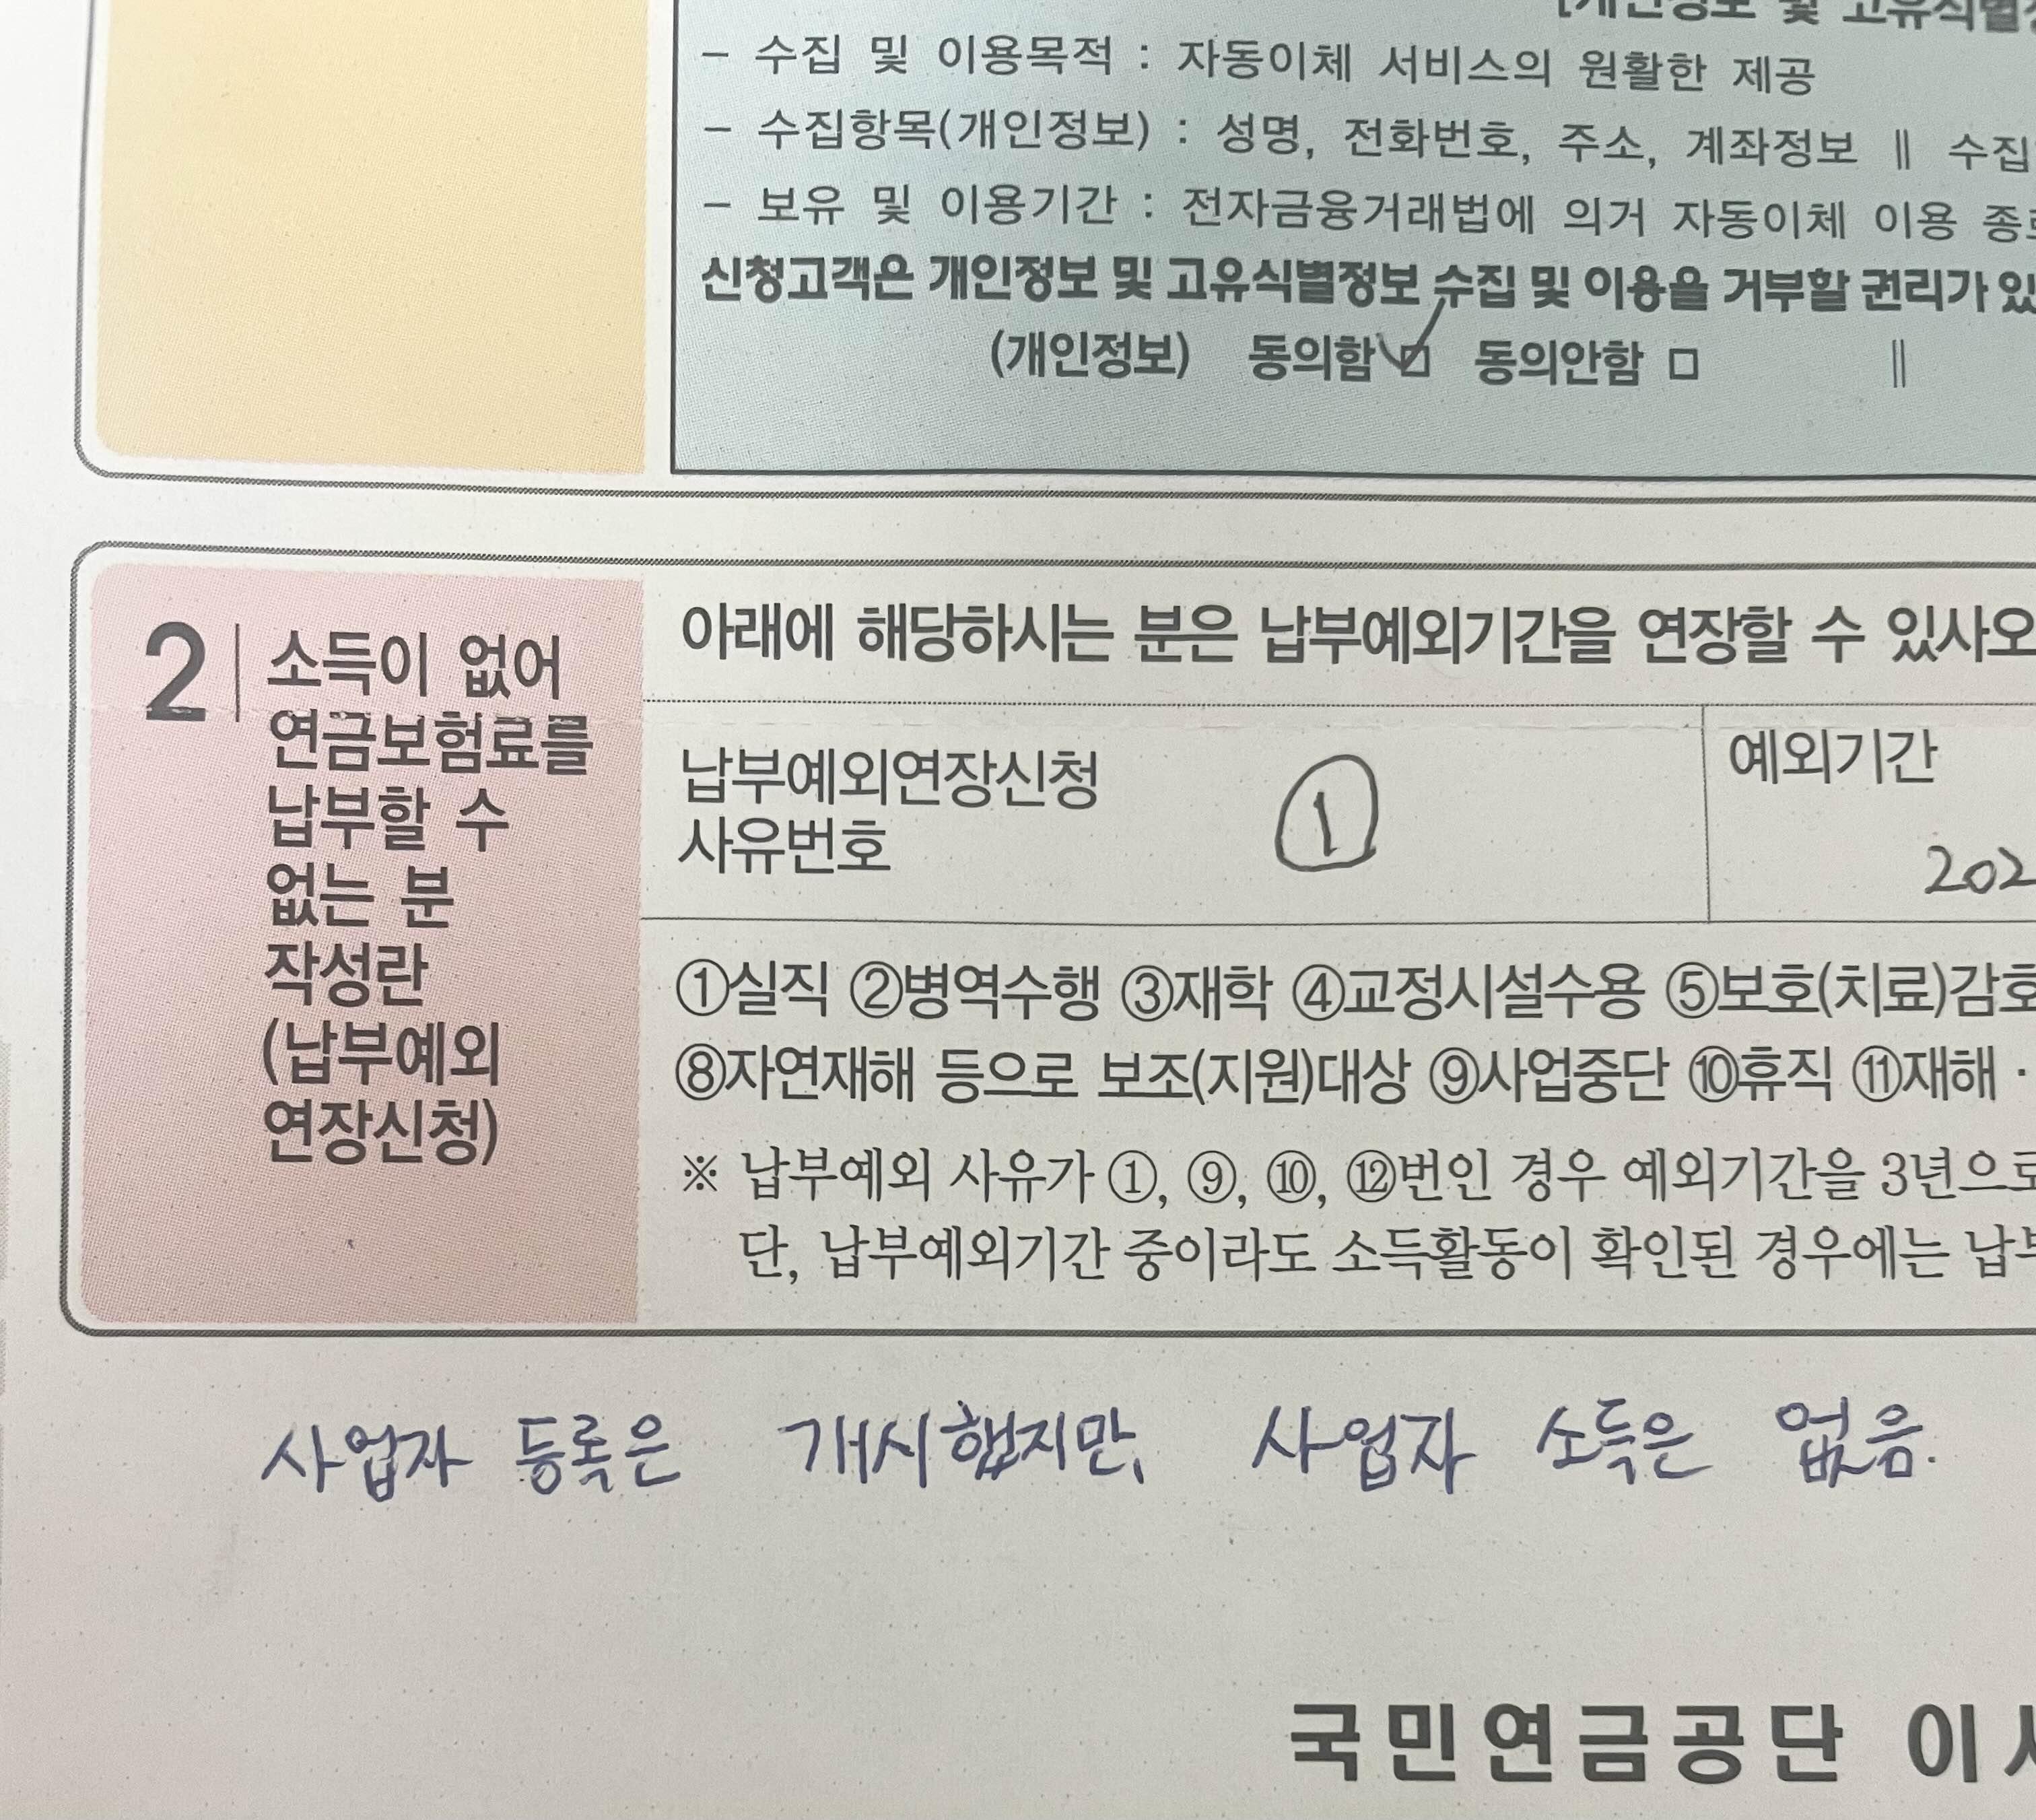 [개인정보 및 고유식별정
– 수집 및 이용목적 : 자동이체 서비스의 원활한 제공
– 수집항목(개인정보) : 성명, 전화번호, 주소, 계좌정보 ‖ 수집
– 보유 및 이용기간 : 전자금융거래법에 의거 자동이체 이용 종료
신청고객은 개인정보 및 고유식별정보 수집 및 이용을 거부할 권리가 있
(개인정보) 동의함 ☑ 동의안함 □ ‖
2 소득이 없어
연금보험료를
납부할 수
없는 분
작성란
(납부예외
연장신청)
아래에 해당하시는 분은 납부예외기간을 연장할 수 있사오
납부예외연장신청
사유번호
①
예외기간
202
①실직 ②병역수행 ③재학 ④교정시설수용 ⑤보호(치료)감호
⑧자연재해 등으로 보조(지원)대상 ⑨사업중단 ⑩휴직 ⑪재해 ·
※ 납부예외 사유가 ①, ⑨, ⑩, ⑫번인 경우 예외기간을 3년으로
단, 납부예외기간 중이라도 소득활동이 확인된 경우에는 납부
사업자 등록은 개시했지만, 사업자 소득은 없음.
국민연금공단 이사